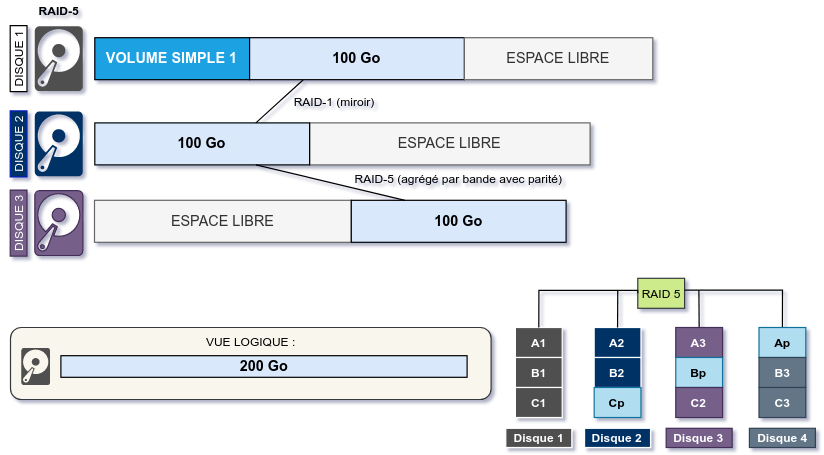 RAID-5
DISQUE 1
VOLUME SIMPLE 1
100 Go
ESPACE LIBRE
RAID-1 (miroir)
DISQUE 2
100 Go
ESPACE LIBRE
RAID-5 (agrégé par bande avec parité)
DISQUE 3
ESPACE LIBRE
100 Go
VUE LOGIQUE :
200 Go
RAID 5
A1 A2 A3 Ap
B1 B2 Bp B3
C1 Cp C2 C3
Disque 1 Disque 2 Disque 3 Disque 4